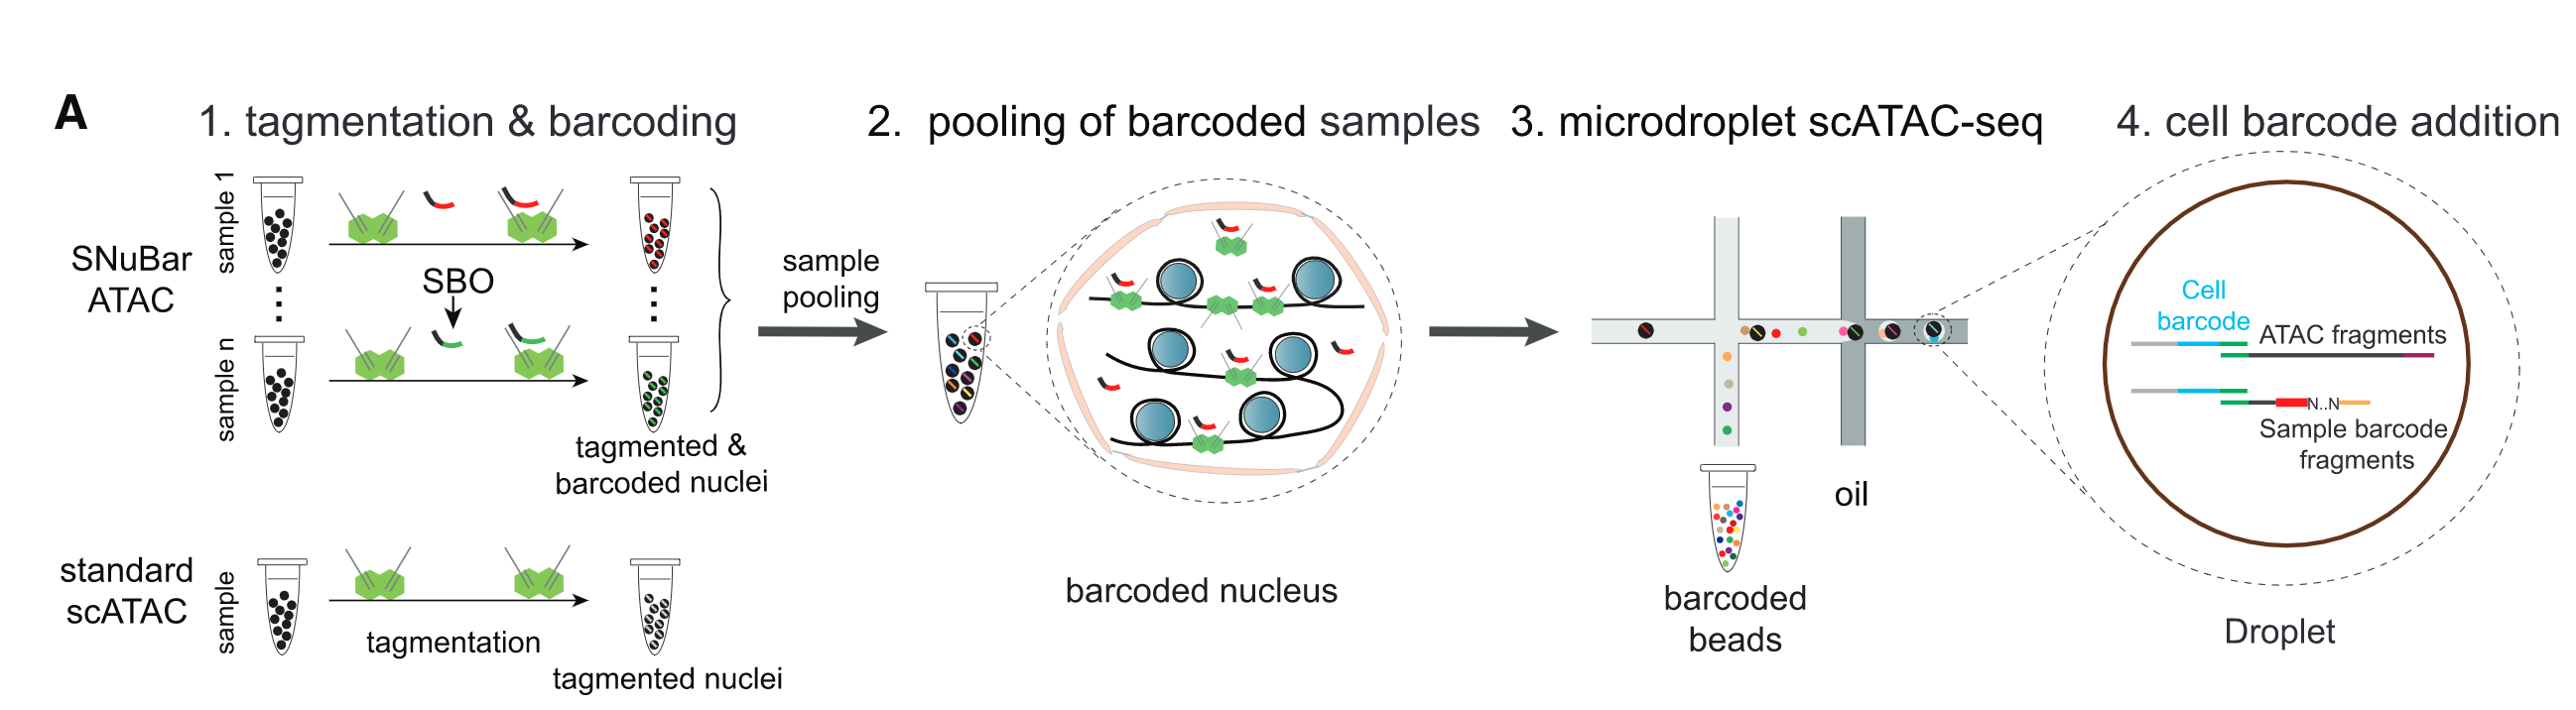 A
1. tagmentation & barcoding
2. pooling of barcoded samples
3. microdroplet scATAC-seq
4. cell barcode addition
SNuBar
ATAC
sample 1
SBO
sample n
tagmented &
barcoded nuclei
standard
scATAC
sample
tagmentation
tagmented nuclei
sample
pooling
barcoded nucleus
barcoded
beads
oil
Cell
barcode
ATAC fragments
N..N
Sample barcode
fragments
Droplet